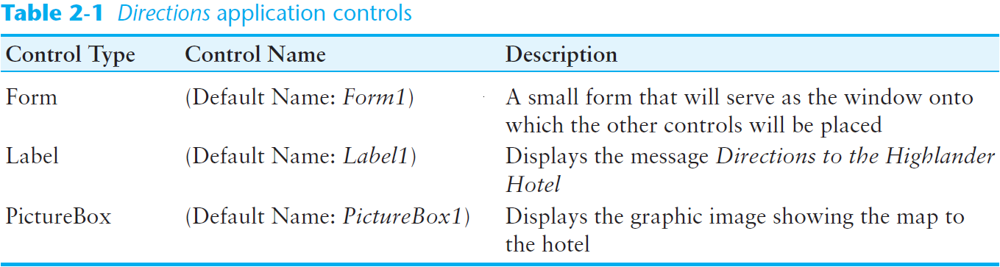 Table 2-1 Directions application controls
Control Type Control Name Description
Form (Default Name: Form1) A small form that will serve as the window onto
which the other controls will be placed
Label (Default Name: Label1) Displays the message Directions to the Highlander
Hotel
PictureBox (Default Name: PictureBox1) Displays the graphic image showing the map to
the hotel